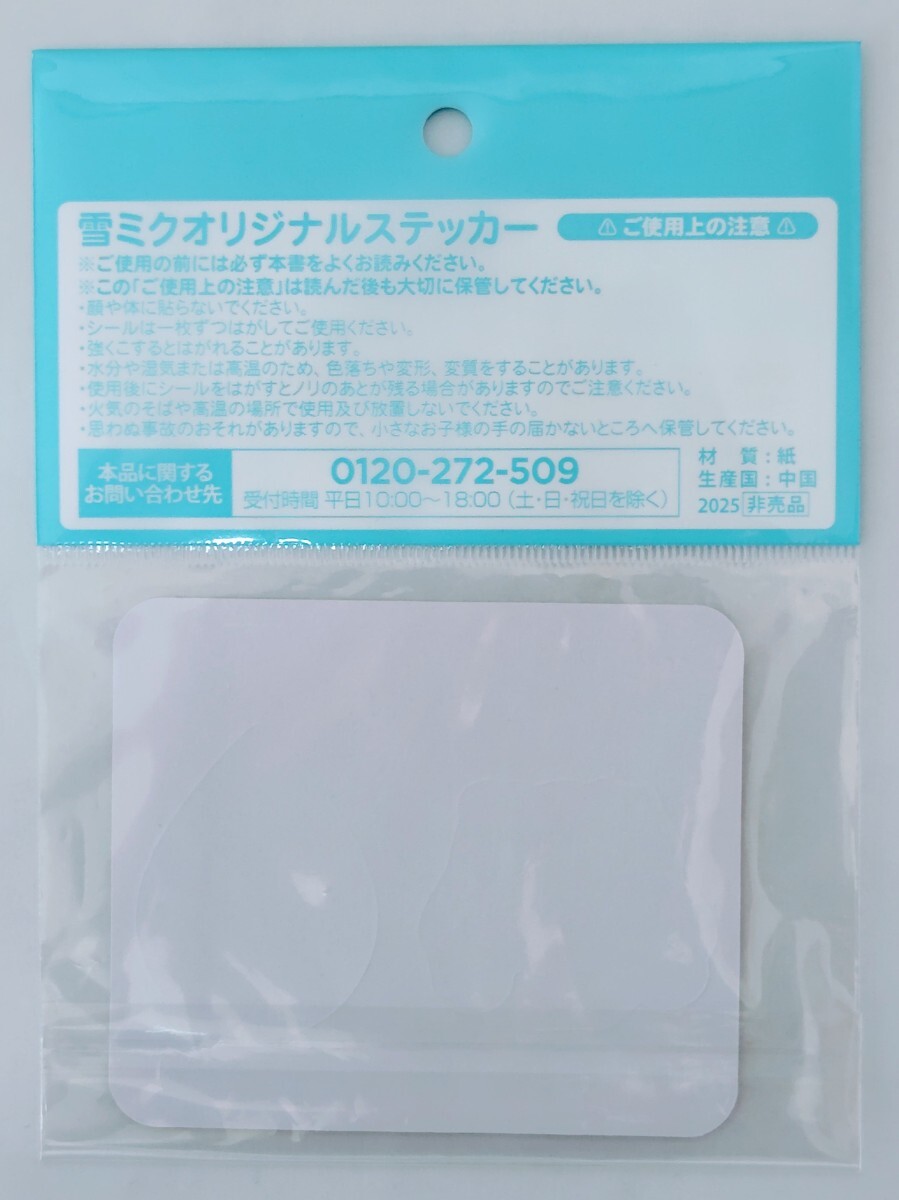 雪ミクオリジナルステッカー
⚠ご使用上の注意⚠
※ご使用の前には必ず本書をよくお読みください。
※この「ご使用上の注意」は読んだ後も大切に保管してください。
・顔や体に貼らないでください。
・シールは一枚ずつはがしてご使用ください。
・強くこするとはがれることがあります。
・水分や湿気または高温のため、色落ちや変形、変質をすることがあります。
・使用後にシールをはがすとノリのあとが残る場合がありますのでご注意ください。
・火気のそばや高温の場所で使用及び放置しないでください。
・思わぬ事故のおそれがありますので、小さなお子様の手の届かないところへ保管してください。
本品に関する
お問い合わせ先
0120-272-509
受付時間 平日10:00～18:00（土・日・祝日を除く）
材 質：紙
生産国：中国
2025 非売品